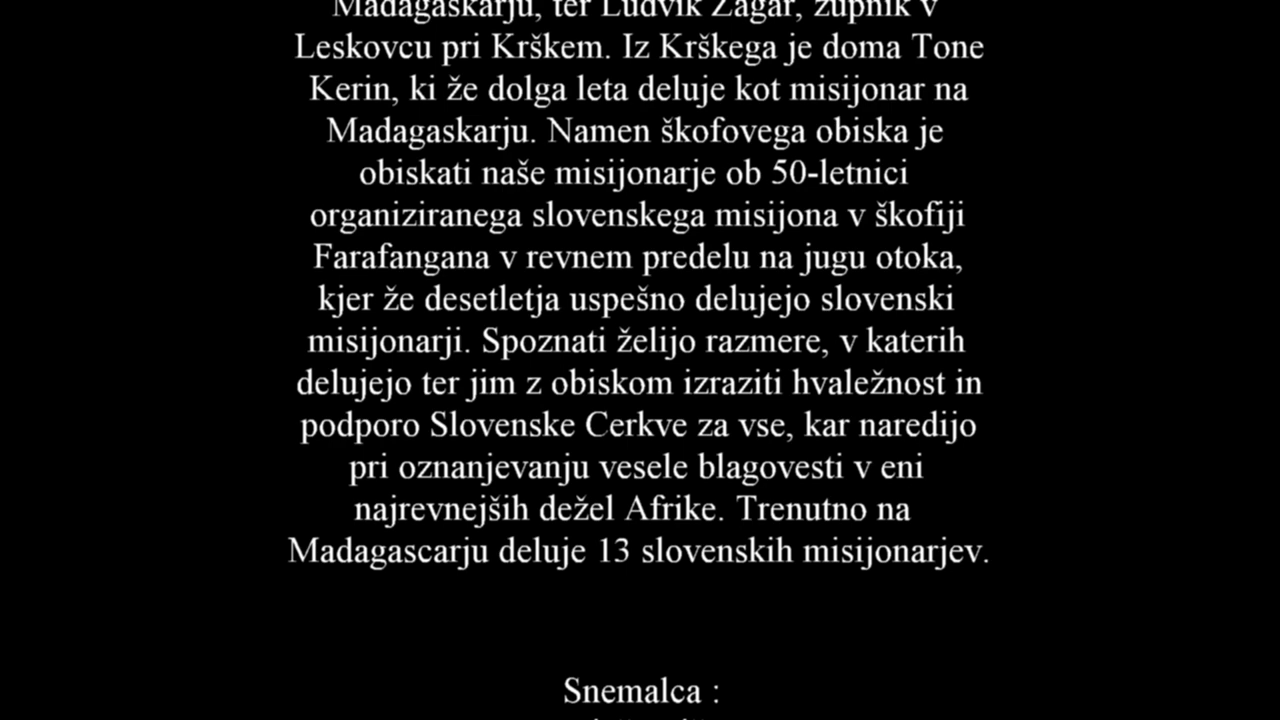 Madagaskarju, ter Ludvik Žagar, župnik v
Leskovcu pri Krškem. Iz Krškega je doma Tone
Kerin, ki že dolga leta deluje kot misijonar na
Madagaskarju. Namen škofovega obiska je
obiskati naše misijonarje ob 50-letnici
organiziranega slovenskega misijona v škofiji
Farafangana v revnem predelu na jugu otoka,
kjer že desetletja uspešno delujejo slovenski
misijonarji. Spoznati želijo razmere, v katerih
delujejo ter jim z obiskom izraziti hvaležnost in
podporo Slovenske Cerkve za vse, kar naredijo
pri oznanjevanju vesele blagovesti v eni
najrevnejših dežel Afrike. Trenutno na
Madagascarju deluje 13 slovenskih misijonarjev.
Snemalca :